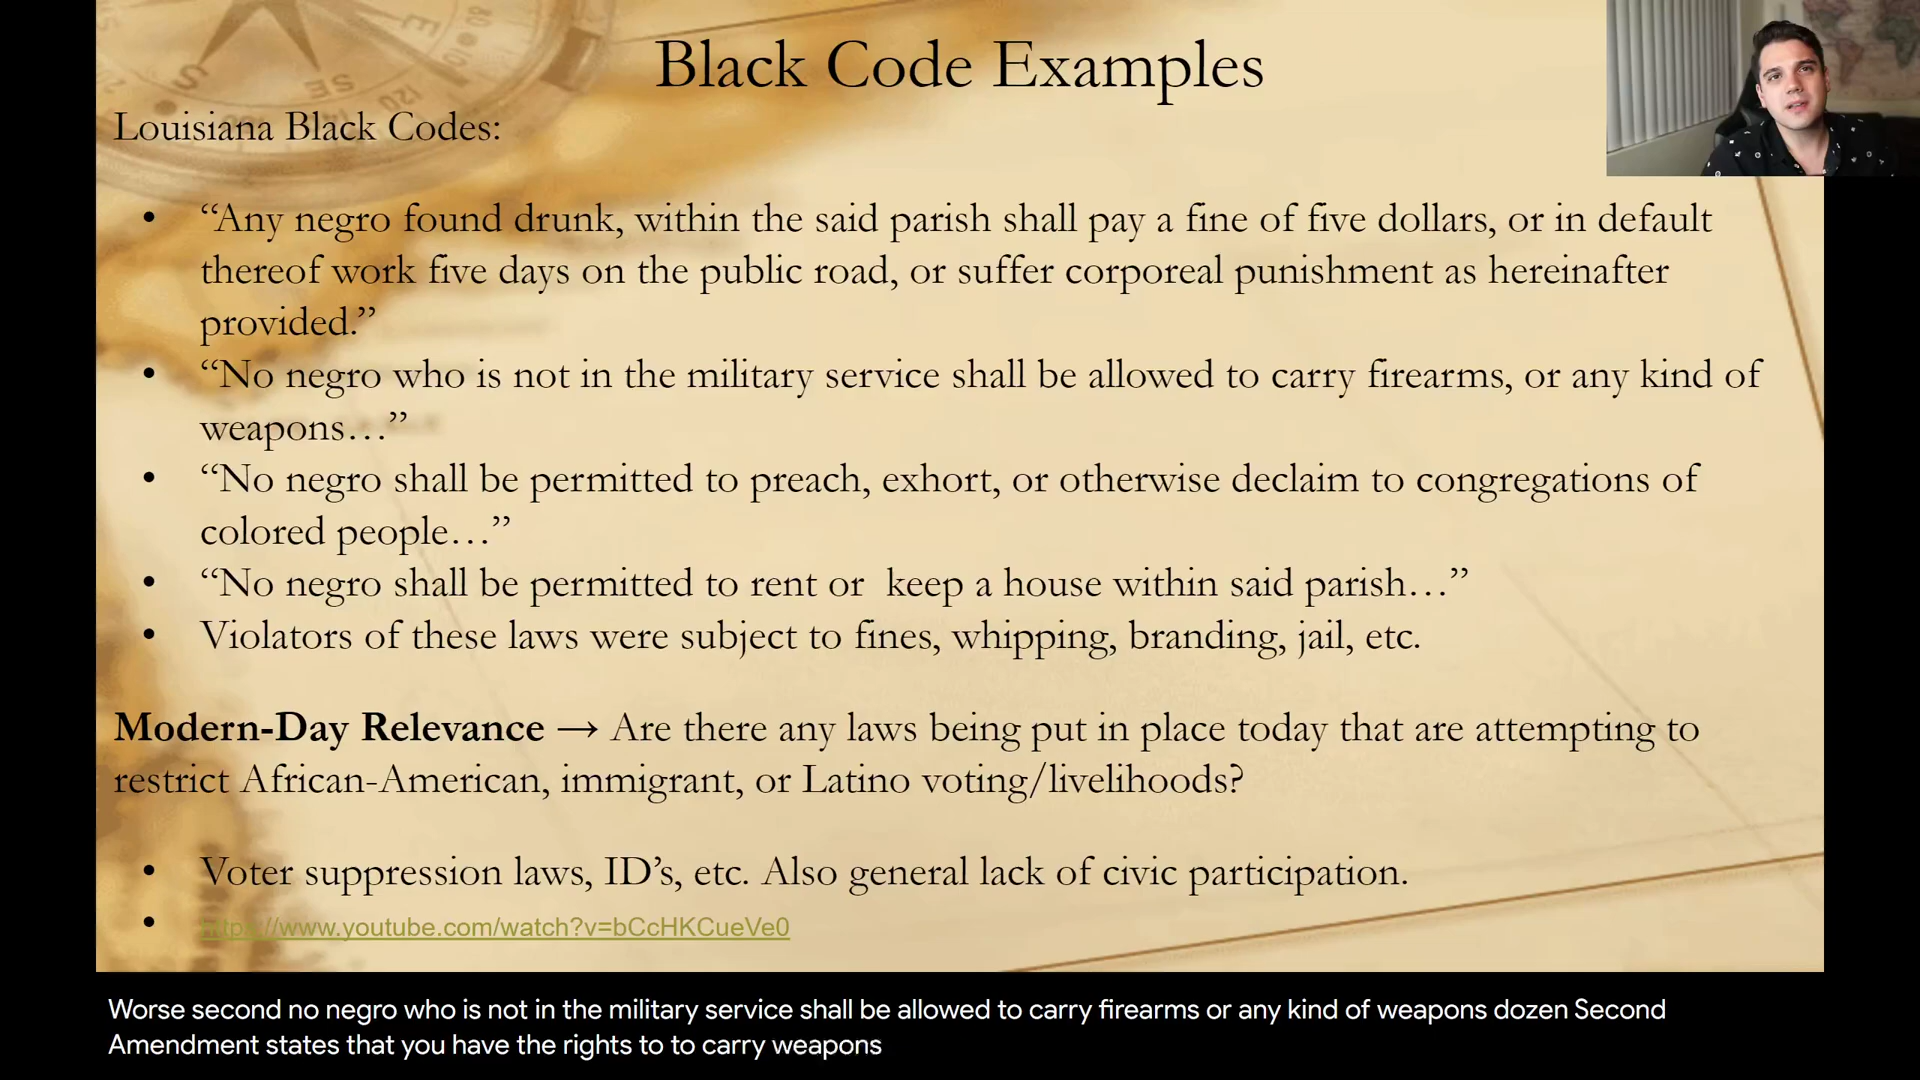 Black Code Examples
Louisiana Black Codes:
• “Any negro found drunk, within the said parish shall pay a fine of five dollars, or in default
thereof work five days on the public road, or suffer corporeal punishment as hereinafter
provided.”
• “No negro who is not in the military service shall be allowed to carry firearms, or any kind of
weapons…”
• “No negro shall be permitted to preach, exhort, or otherwise declaim to congregations of
colored people…”
• “No negro shall be permitted to rent or  keep a house within said parish…”
• Violators of these laws were subject to fines, whipping, branding, jail, etc.
Modern-Day Relevance → Are there any laws being put in place today that are attempting to
restrict African-American, immigrant, or Latino voting/livelihoods?
• Voter suppression laws, ID’s, etc. Also general lack of civic participation.
• https://www.youtube.com/watch?v=bCcHKCueVe0
Worse second no negro who is not in the military service shall be allowed to carry firearms or any kind of weapons dozen Second
Amendment states that you have the rights to to carry weapons